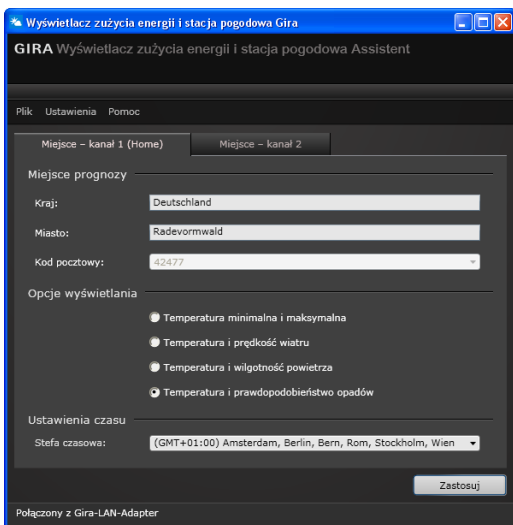 Wyświetlacz zużycia energii i stacja pogodowa Gira
GIRA Wyświetlacz zużycia energii i stacja pogodowa Assistent
Plik Ustawienia Pomoc
Miejsce – kanał 1 (Home) Miejsce – kanał 2
Miejsce prognozy
Kraj: Deutschland
Miasto: Radevormwald
Kod pocztowy: 42477
Opcje wyświetlania
Temperatura minimalna i maksymalna
Temperatura i prędkość wiatru
Temperatura i wilgotność powietrza
Temperatura i prawdopodobieństwo opadów
Ustawienia czasu
Stefa czasowa: (GMT+01:00) Amsterdam, Berlin, Bern, Rom, Stockholm, Wien
Zastosuj
Połączony z Gira-LAN-Adapter